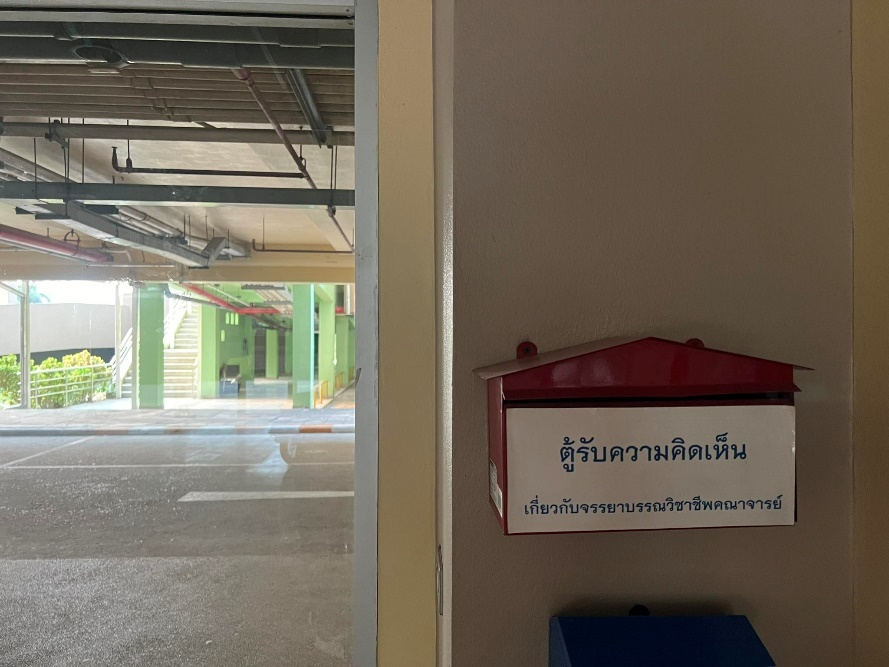 ตู้รับความคิดเห็น
เกี่ยวกับจรรยาบรรณวิชาชีพคณาจารย์